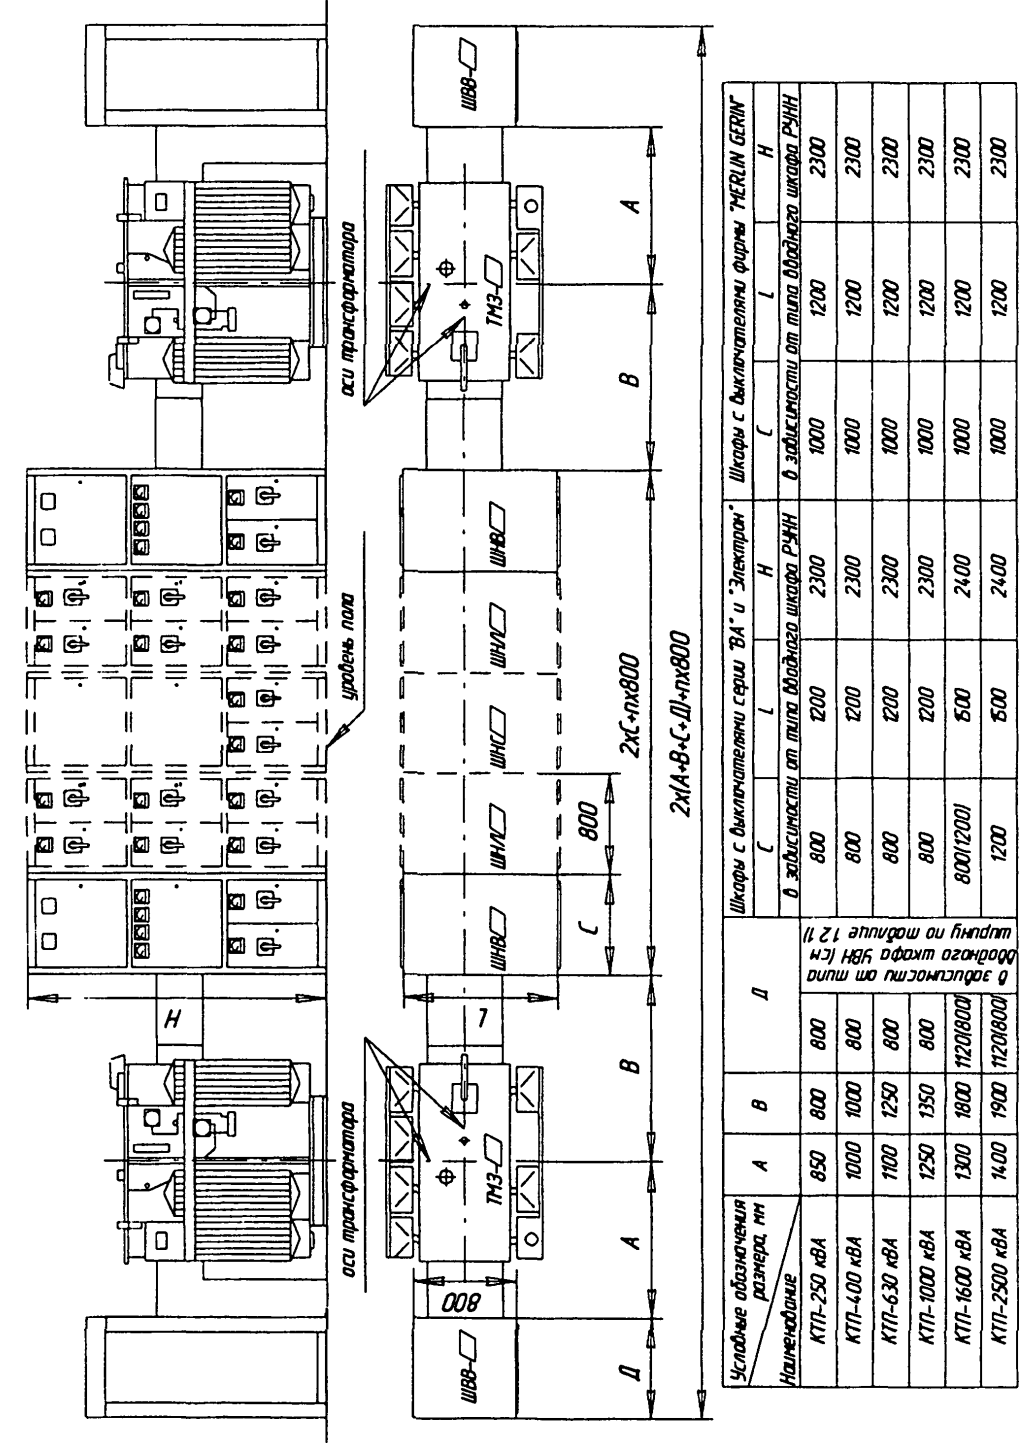 ШВВ-
ТМЗ-
ШНВ
ШНЛ
ШНС
ШНЛ
ШНВ
ТМЗ-
ШВВ-
оси трансформатора
оси трансформатора
уровень пола
H
L
800
Д
A
B
C
800
B
A
2хС+nх800
2х(А+В+С+Д)+nх800
Условные обозначения размера, мм
Наименование
A
B
Д
Шкафы с выключателями серии "ВА" и "Электрон"
Шкафы с выключателями фирмы "MERLIN GERIN"
C
L
H
C
L
H
в зависимости от типа вводного шкафа УВН (см ширину по таблице 1.2.1)
в зависимости от типа вводного шкафа РУНН
в зависимости от типа вводного шкафа РУНН
КТП-250 кВА 850 800 800 800 1200 2300 1000 1200 2300
КТП-400 кВА 1000 1000 800 800 1200 2300 1000 1200 2300
КТП-630 кВА 1100 1250 800 800 1200 2300 1000 1200 2300
КТП-1000 кВА 1250 1350 800 800 1200 2300 1000 1200 2300
КТП-1600 кВА 1300 1800 1120(800) 800(1200) 1500 2400 1000 1200 2300
КТП-2500 кВА 1400 1900 1120(800) 1200 1500 2400 1000 1200 2300